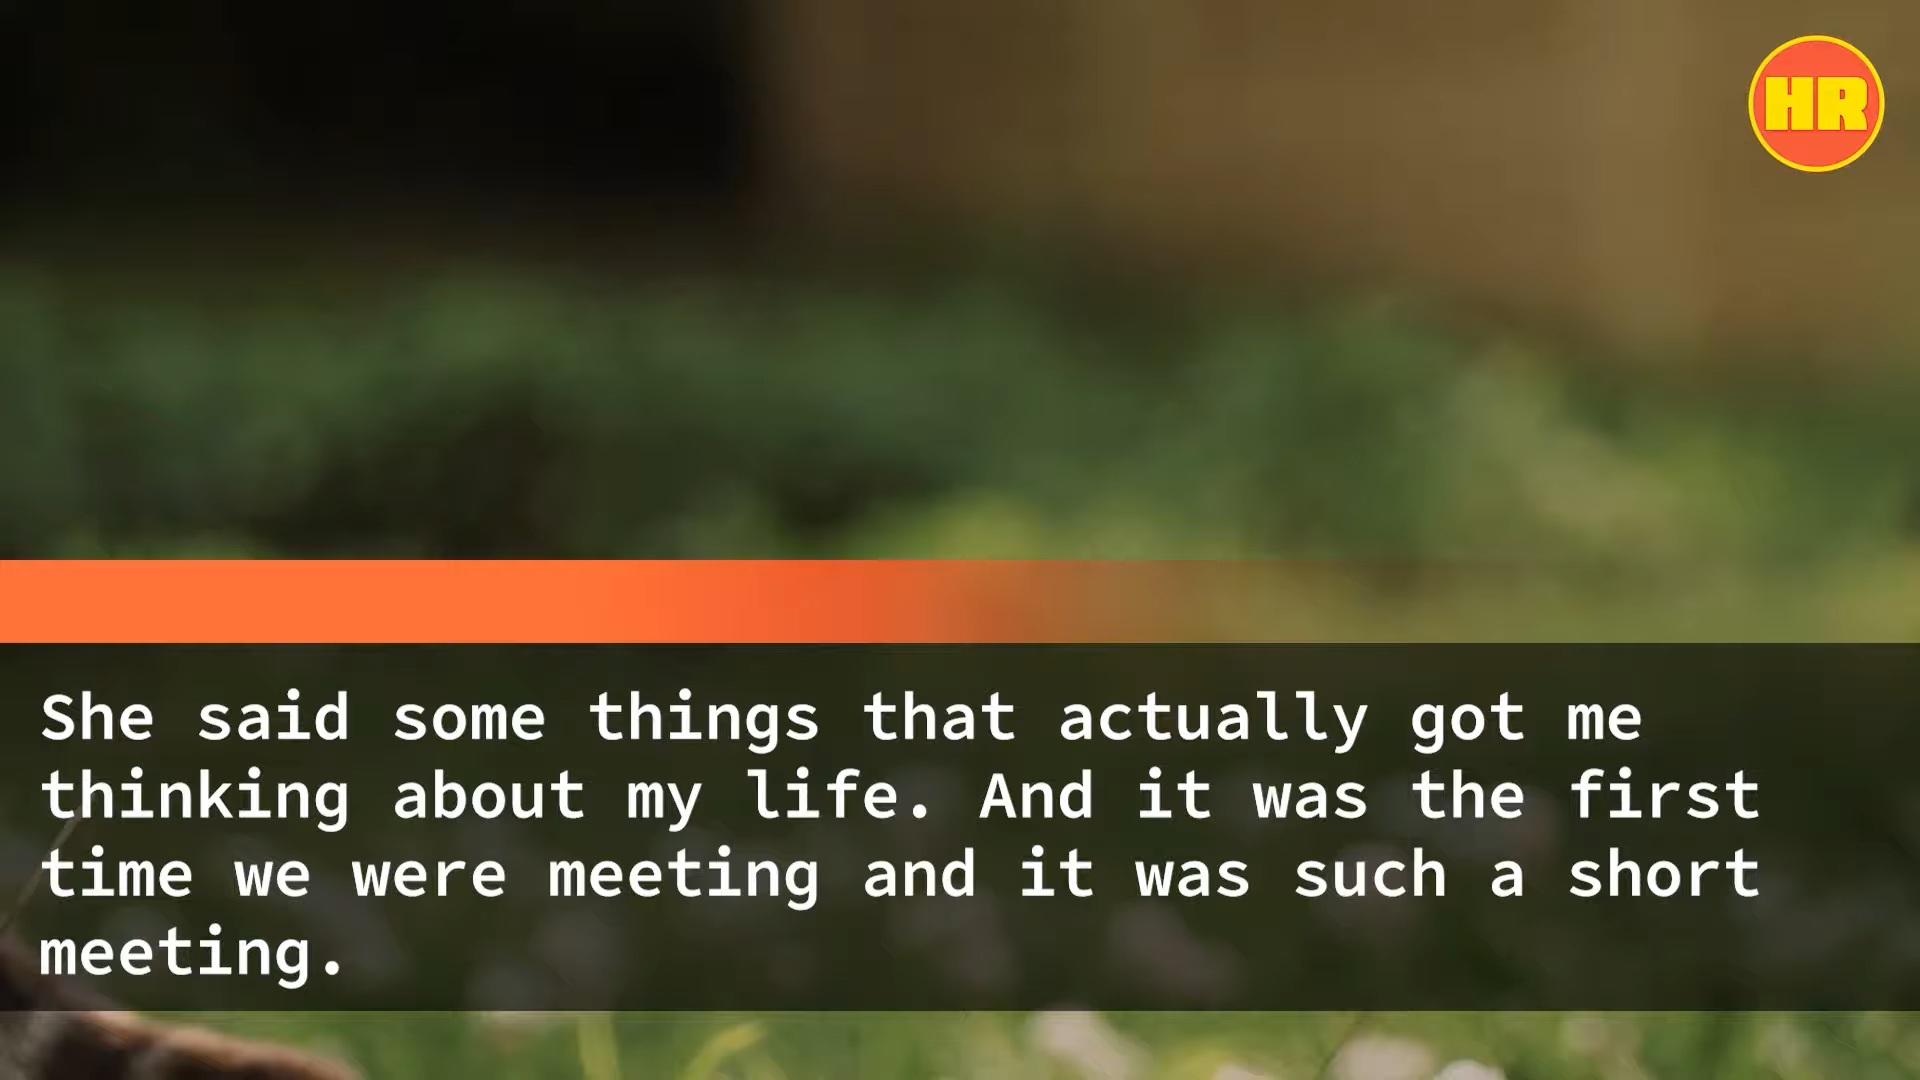 HR
She said some things that actually got me
thinking about my life. And it was the first
time we were meeting and it was such a short
meeting.